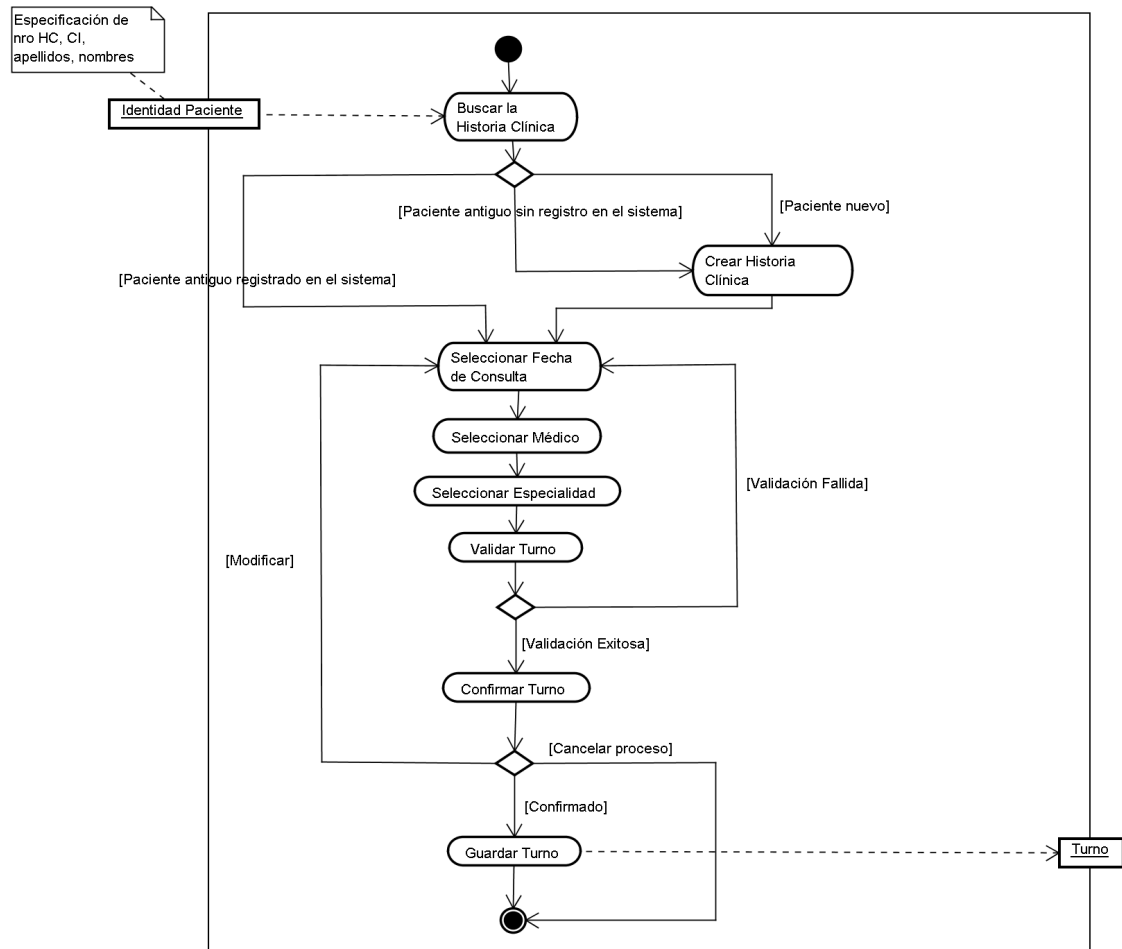 Especificación de
nro HC, CI,
apellidos, nombres
Identidad Paciente
Buscar la
Historia Clínica
[Paciente antiguo sin registro en el sistema]
[Paciente nuevo]
Crear Historia
Clínica
[Paciente antiguo registrado en el sistema]
Seleccionar Fecha
de Consulta
Seleccionar Médico
[Validación Fallida]
Seleccionar Especialidad
Validar Turno
[Modificar]
[Validación Exitosa]
Confirmar Turno
[Cancelar proceso]
[Confirmado]
Guardar Turno
Turno